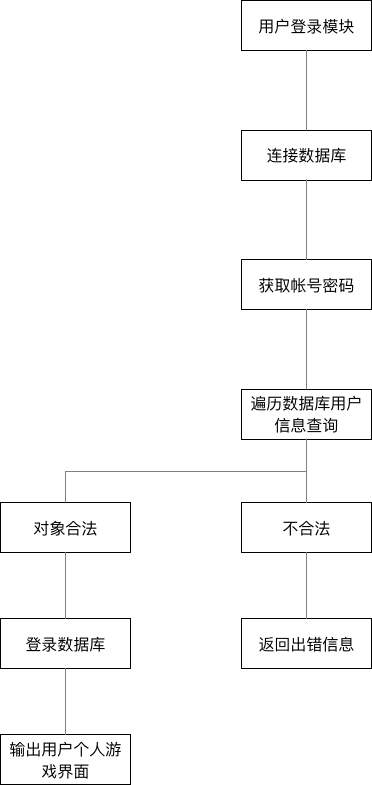 用户登录模块
连接数据库
获取帐号密码
遍历数据库用户
信息查询
对象合法
不合法
登录数据库
返回出错信息
输出用户个人游
戏界面